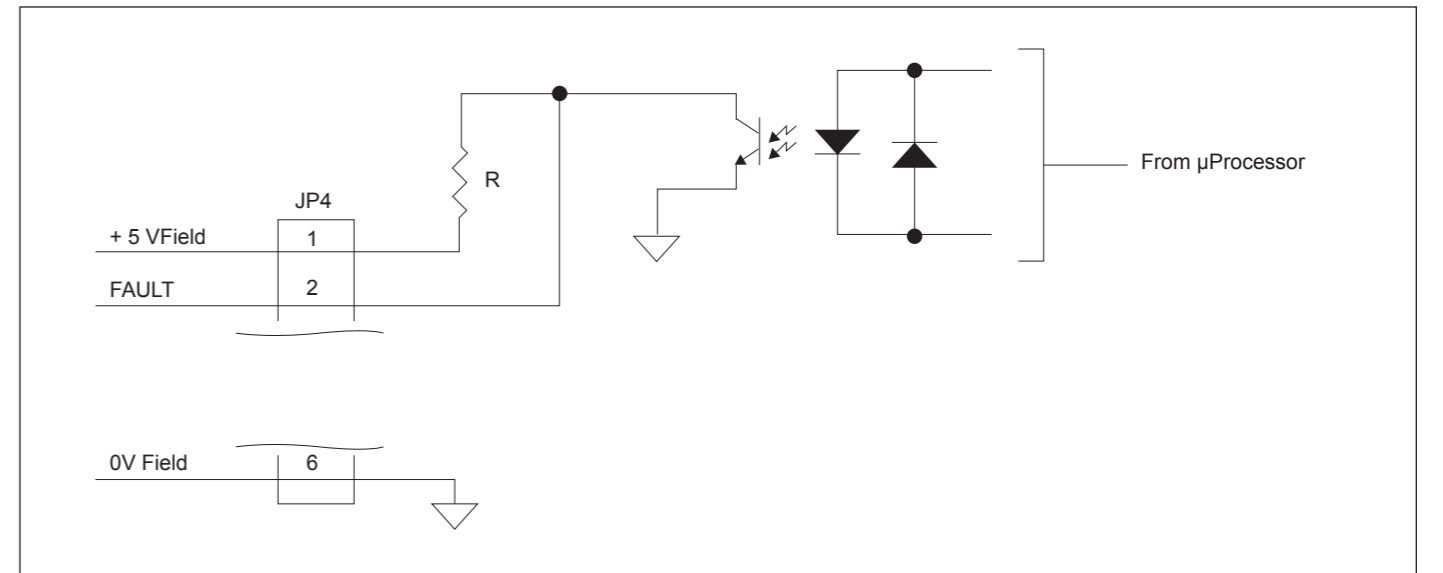 From µProcessor
R
JP4
+ 5 VField
1
FAULT
2
0V Field
6